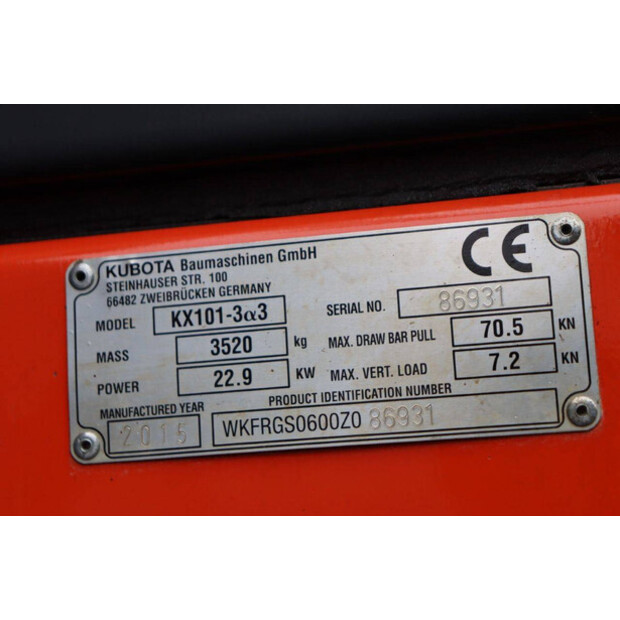 KUBOTA Baumaschinen GmbH
STEINHAUSER STR. 100
66482 ZWEIBRÜCKEN GERMANY
CE
MODEL KX101-3α3
SERIAL NO. 86931
MASS 3520 kg
MAX. DRAW BAR PULL 70.5 KN
POWER 22.9 KW
MAX. VERT. LOAD 7.2 KN
MANUFACTURED YEAR
2015
PRODUCT IDENTIFICATION NUMBER
WKFRGS0600Z0 86931